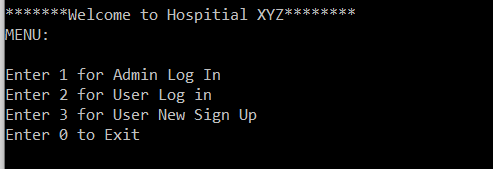 *******Welcome to Hospitial XYZ********
MENU:
Enter 1 for Admin Log In
Enter 2 for User Log in
Enter 3 for User New Sign Up
Enter 0 to Exit